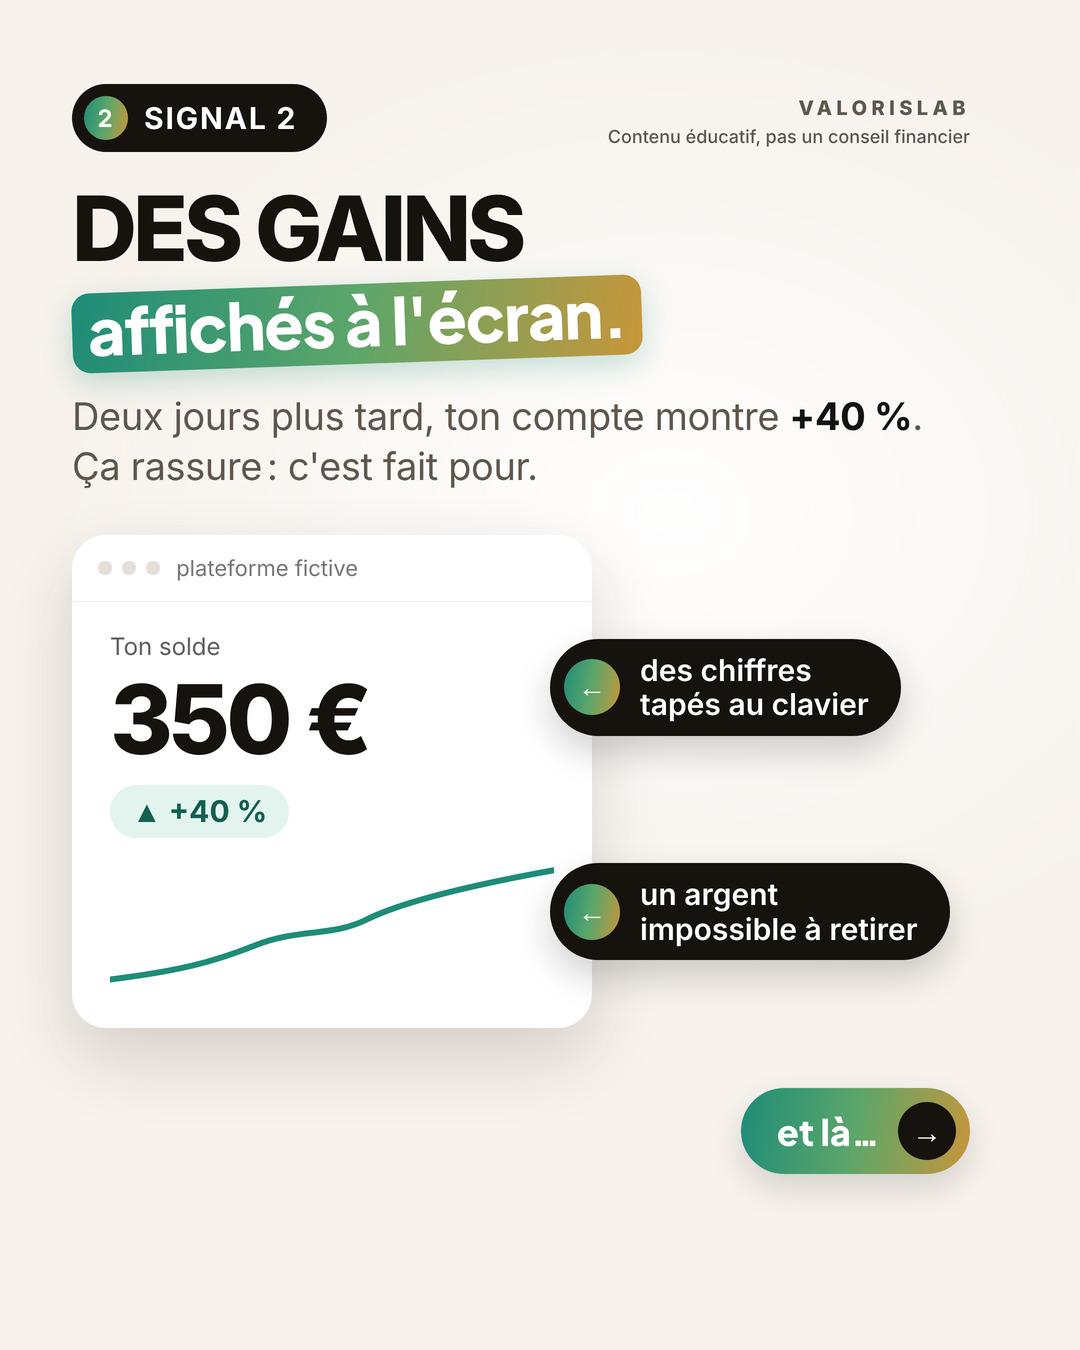 2 SIGNAL 2
VALORISLAB
Contenu éducatif, pas un conseil financier
DES GAINS
affichés à l'écran.
Deux jours plus tard, ton compte montre +40 %.
Ça rassure : c'est fait pour.
plateforme fictive
Ton solde
350 €
▲ +40 %
← des chiffres
tapés au clavier
← un argent
impossible à retirer
et là... →